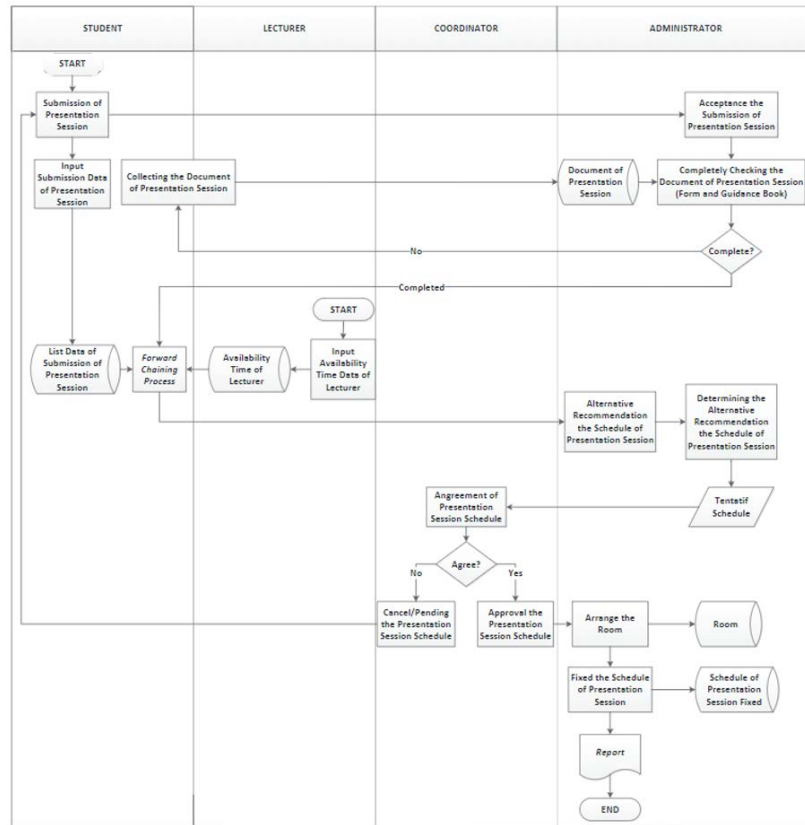 STUDENT
LECTURER
COORDINATOR
ADMINISTRATOR
START
Submission of
Presentation
Session
Acceptance the
Submission of
Presentation Session
Input
Submission Data
of Presentation
Session
Collecting the Document
of Presentation Session
Document of
Presentation
Session
Completely Checking the
Document of Presentation Session
(Form and Guidance Book)
No
Complete?
Completed
START
List Data of
Submission of
Presentation
Session
Forward
Chaining
Process
Availability
Time of
Lecturer
Input
Availability
Time Data of
Lecturer
Alternative
Recommendation
the Schedule of
Presentation Session
Determining the
Alternative
Recommendation
the Schedule of
Presentation Session
Angreement of
Presentation
Session Schedule
Tentatif
Schedule
Agree?
No
Yes
Cancel/Pending
the Presentation
Session Schedule
Approval the
Presentation
Session Schedule
Arrange the
Room
Room
Fixed the Schedule
of Presentation
Session
Schedule of
Presentation
Session Fixed
Report
END